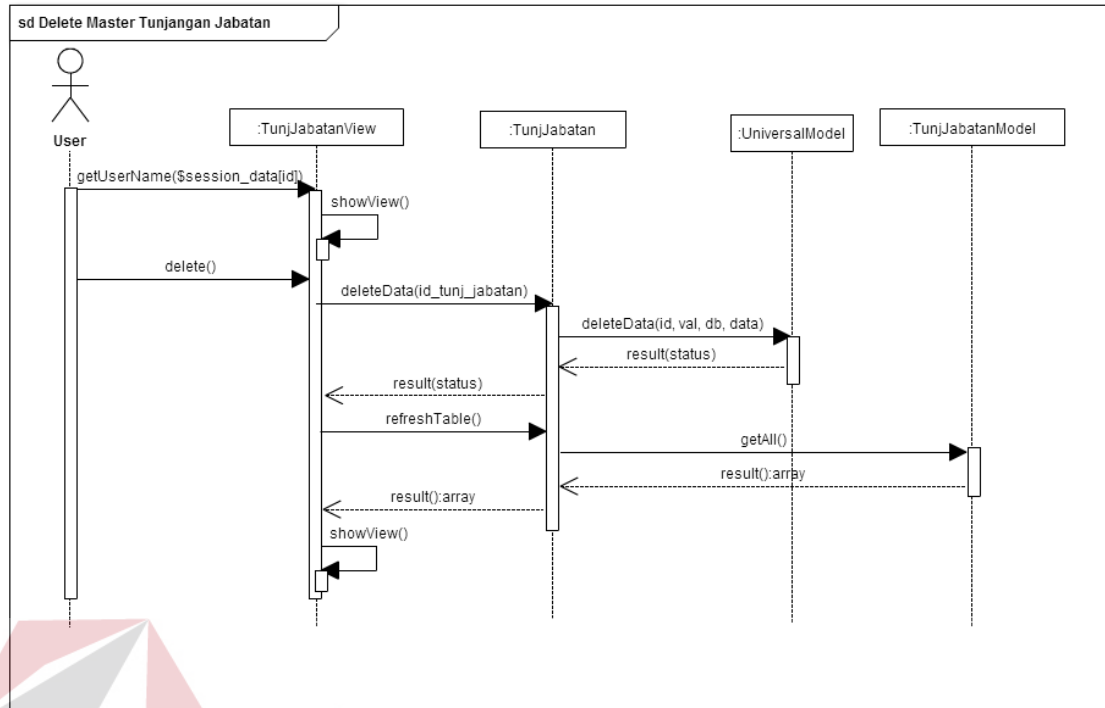 sd Delete Master Tunjangan Jabatan
User
:TunjJabatanView
:TunjJabatan
:UniversalModel
:TunjJabatanModel
getUserName($session_data[id])
showView()
delete()
deleteData(id_tunj_jabatan)
deleteData(id, val, db, data)
result(status)
result(status)
refreshTable()
getAll()
result():array
result():array
showView()